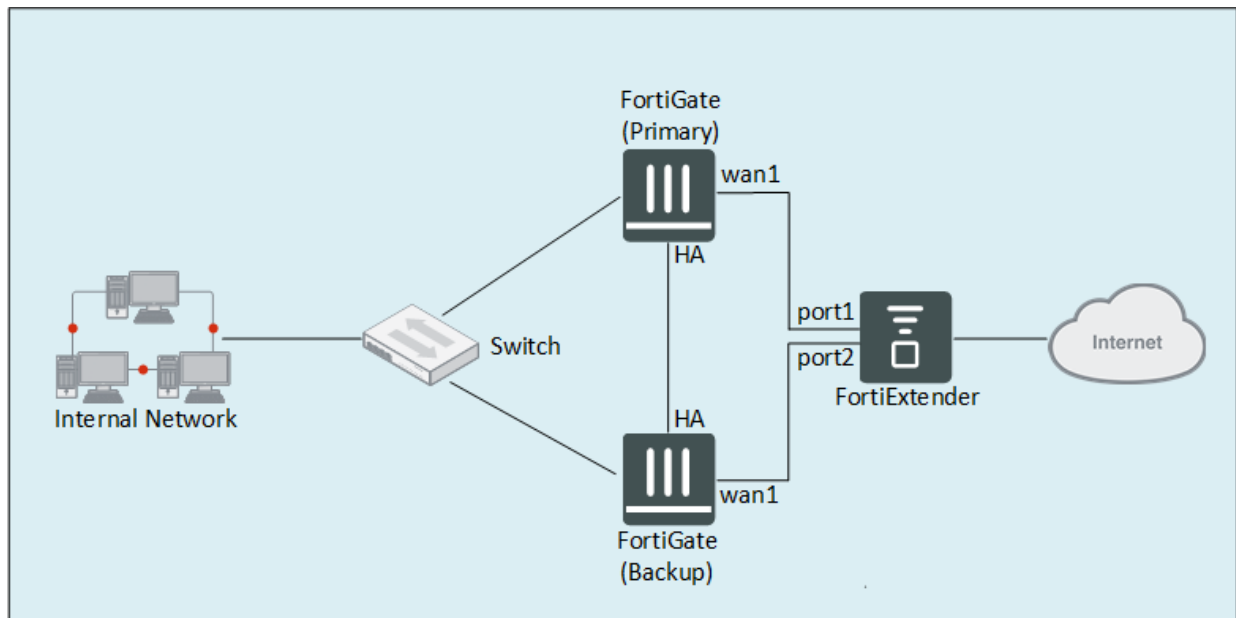 FortiGate
(Primary)
wan1
HA
port1
Internet
Switch
port2
FortiExtender
Internal Network
HA
wan1
FortiGate
(Backup)